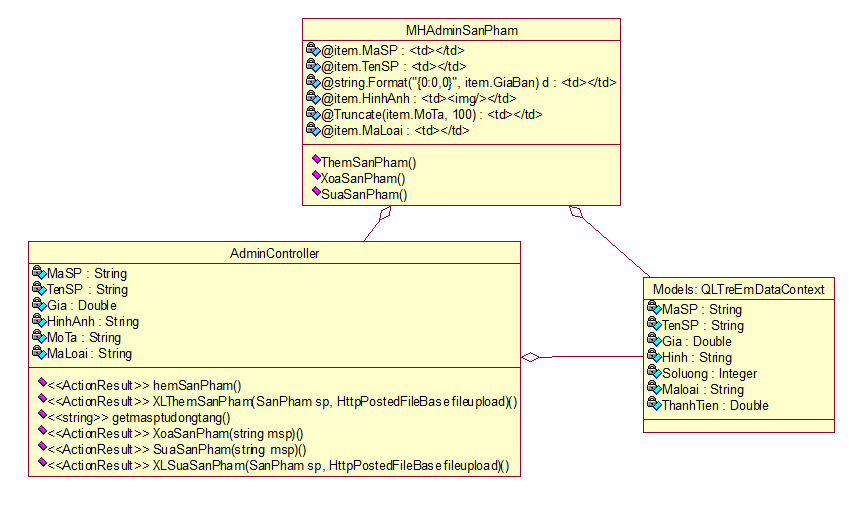 MHAdminSanPham
@item.MaSP : <td></td>
@item.TenSP : <td></td>
@string.Format("{0:0,0}", item.GiaBan) d : <td></td>
@item.HinhAnh : <td><img/></td>
@Truncate(item.MoTa, 100) : <td></td>
@item.MaLoai : <td></td>
ThemSanPham()
XoaSanPham()
SuaSanPham()
AdminController
MaSP : String
TenSP : String
Gia : Double
HinhAnh : String
MoTa : String
MaLoai : String
<<ActionResult>> hemSanPham()
<<ActionResult>> XLThemSanPham(SanPham sp, HttpPostedFileBase fileupload)()
<<string>> getmasptudongtang()
<<ActionResult>> XoaSanPham(string msp)()
<<ActionResult>> SuaSanPham(string msp)()
<<ActionResult>> XLSuaSanPham(SanPham sp, HttpPostedFileBase fileupload)()
Models: QLTreEmDataContext
MaSP : String
TenSP : String
Gia : Double
Hinh : String
Soluong : Integer
Maloai : String
ThanhTien : Double